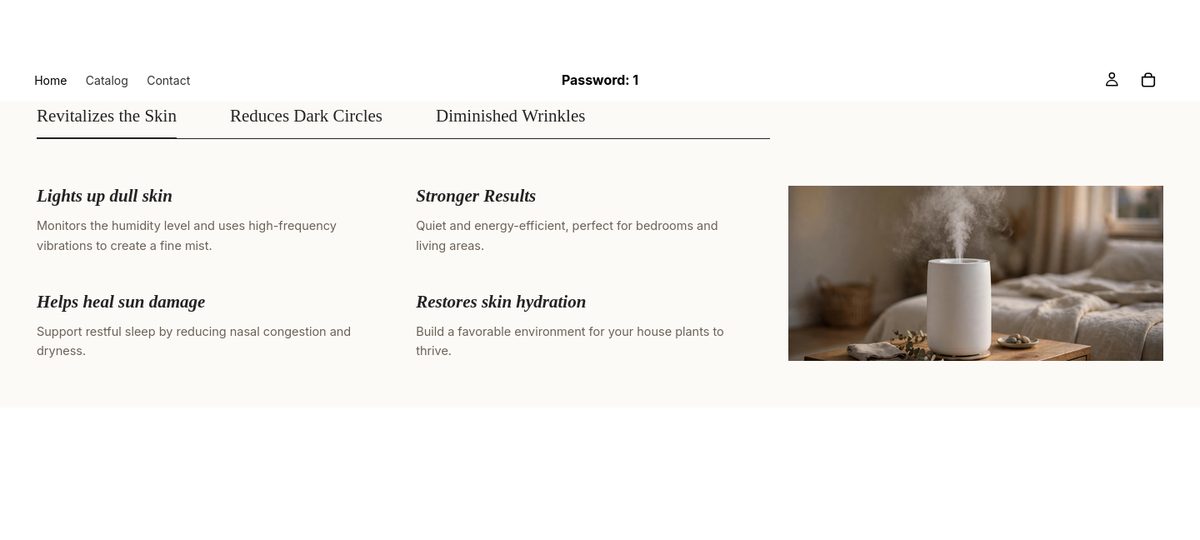 Home Catalog Contact Password: 1
Revitalizes the Skin Reduces Dark Circles Diminished Wrinkles
Lights up dull skin
Monitors the humidity level and uses high-frequency
vibrations to create a fine mist.
Stronger Results
Quiet and energy-efficient, perfect for bedrooms and
living areas.
Helps heal sun damage
Support restful sleep by reducing nasal congestion and
dryness.
Restores skin hydration
Build a favorable environment for your house plants to
thrive.